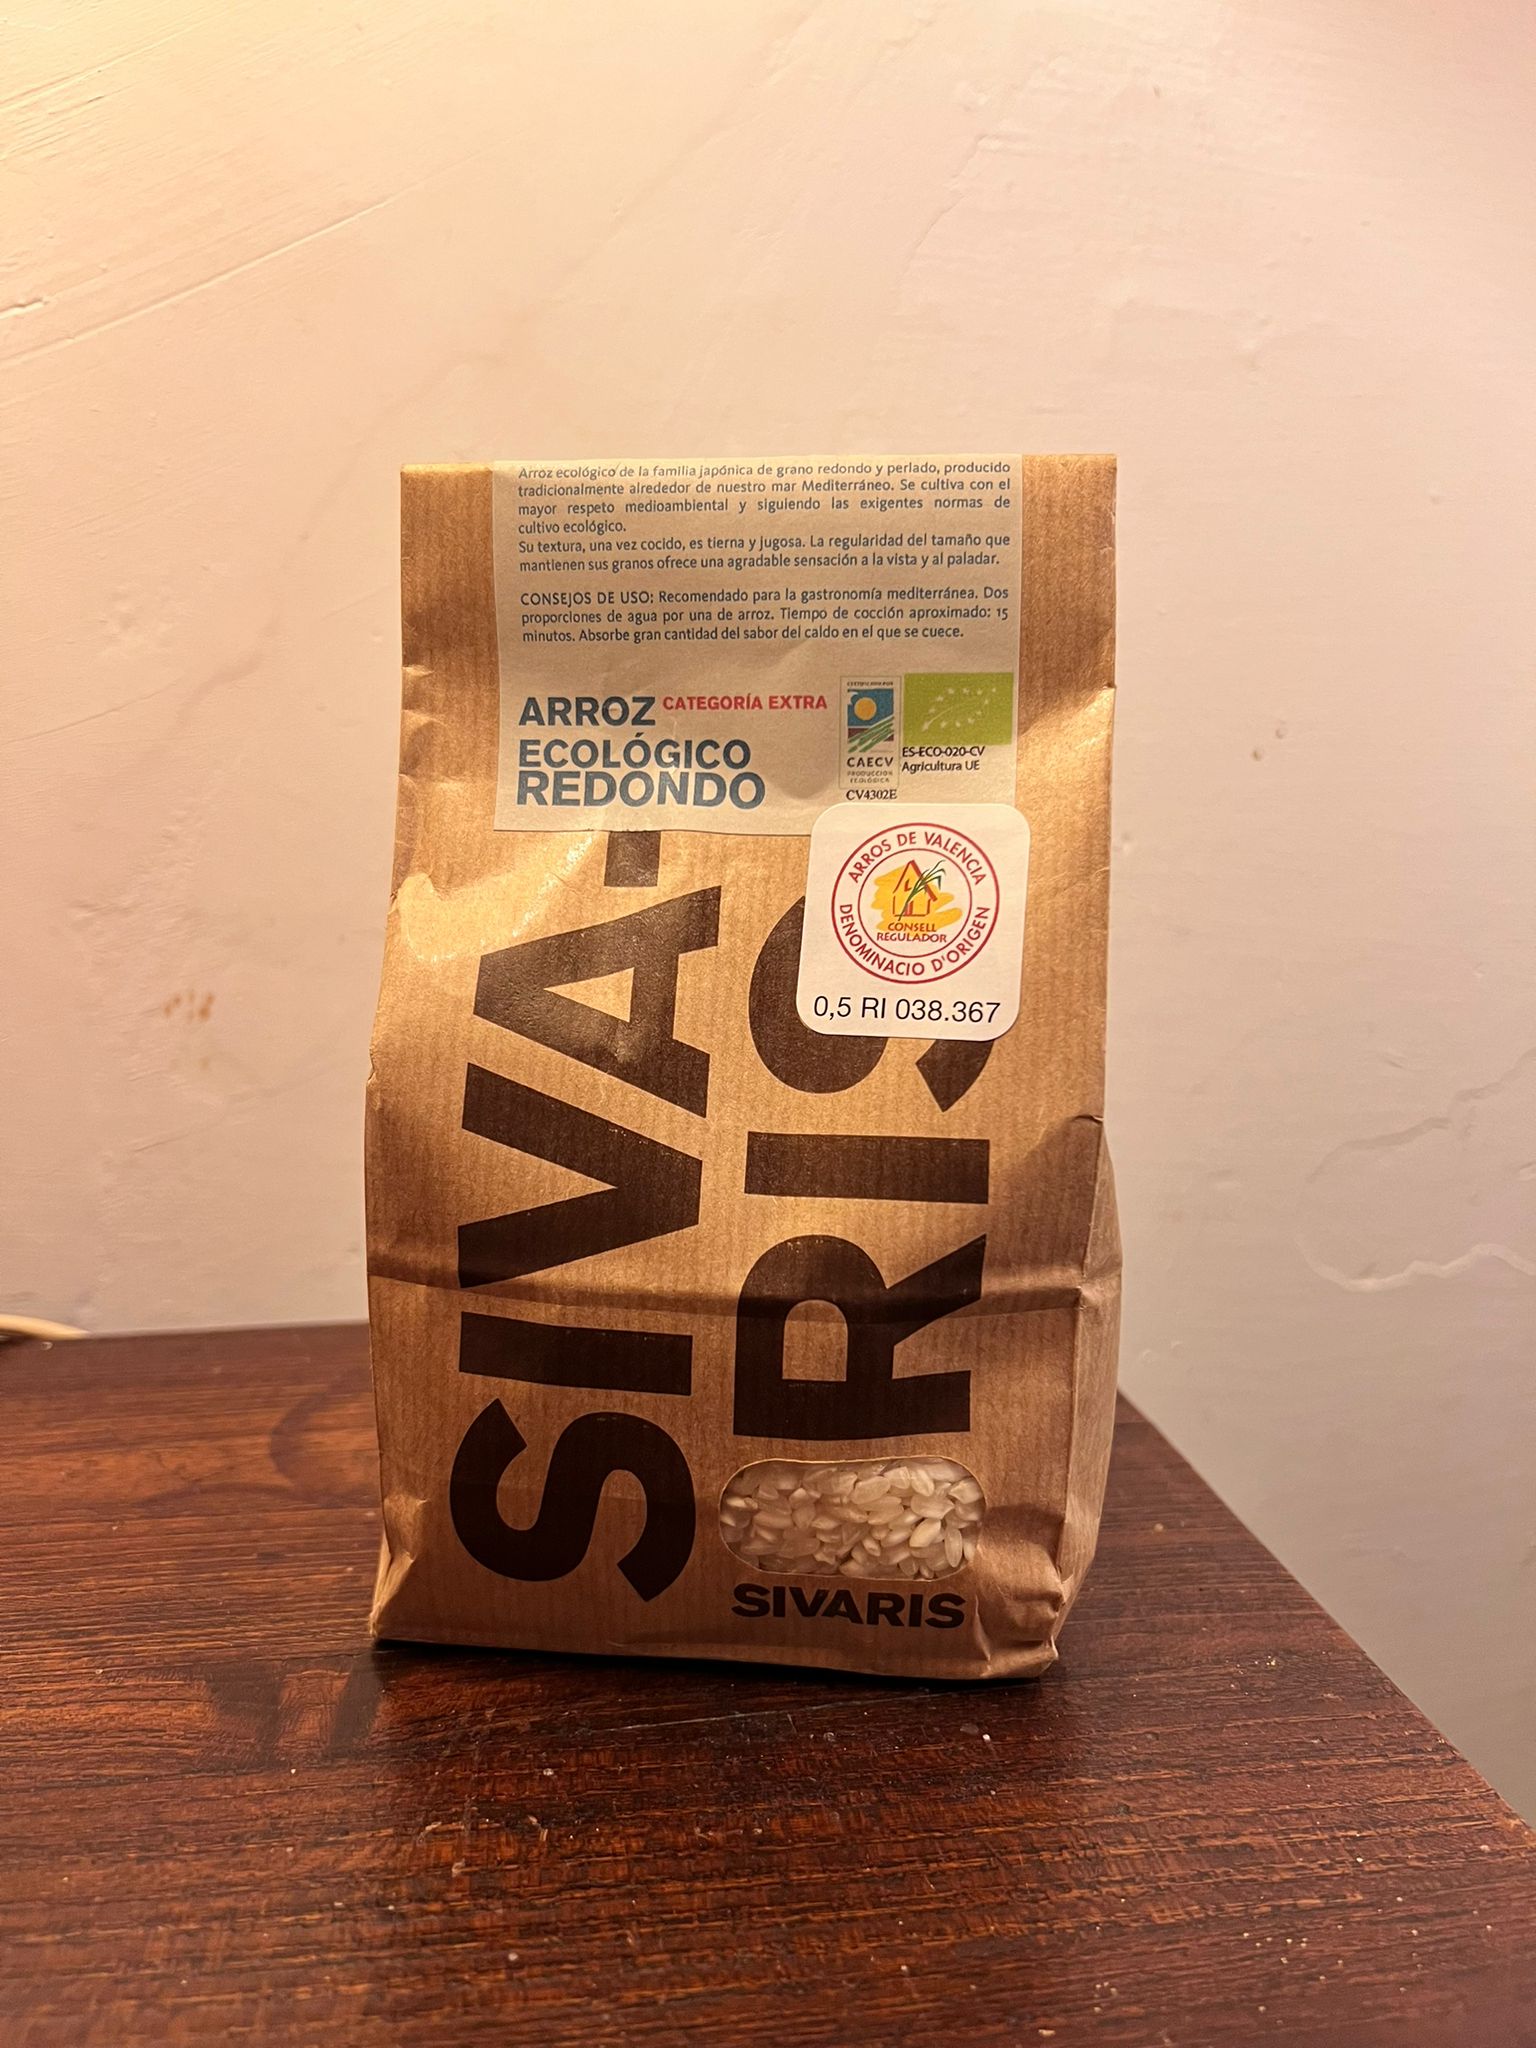 Arroz ecológico de la familia japónica de grano redondo y perlado, producido
tradicionalmente alrededor de nuestro mar Mediterráneo. Se cultiva con el
mayor respeto medioambiental y siguiendo las exigentes normas de
cultivo ecológico.
Su textura, una vez cocido, es tierna y jugosa. La regularidad del tamaño que
mantienen sus granos ofrece una agradable sensación a la vista y al paladar.
CONSEJOS DE USO: Recomendado para la gastronomía mediterránea. Dos
proporciones de agua por una de arroz. Tiempo de cocción aproximado: 15
minutos. Absorbe gran cantidad del sabor del caldo en el que se cuece.
ARROZ CATEGORÍA EXTRA
ECOLÓGICO
REDONDO
CAECV
PRODUCCIÓN
ECOLÓGICA
CV4302E
ES-ECO-020-CV
Agricultura UE
ARROS DE VALENCIA
CONSELL
REGULADOR
DENOMINACIO D'ORIGEN
0,5 RI 038.367
SIVA-
RIS
SIVARIS